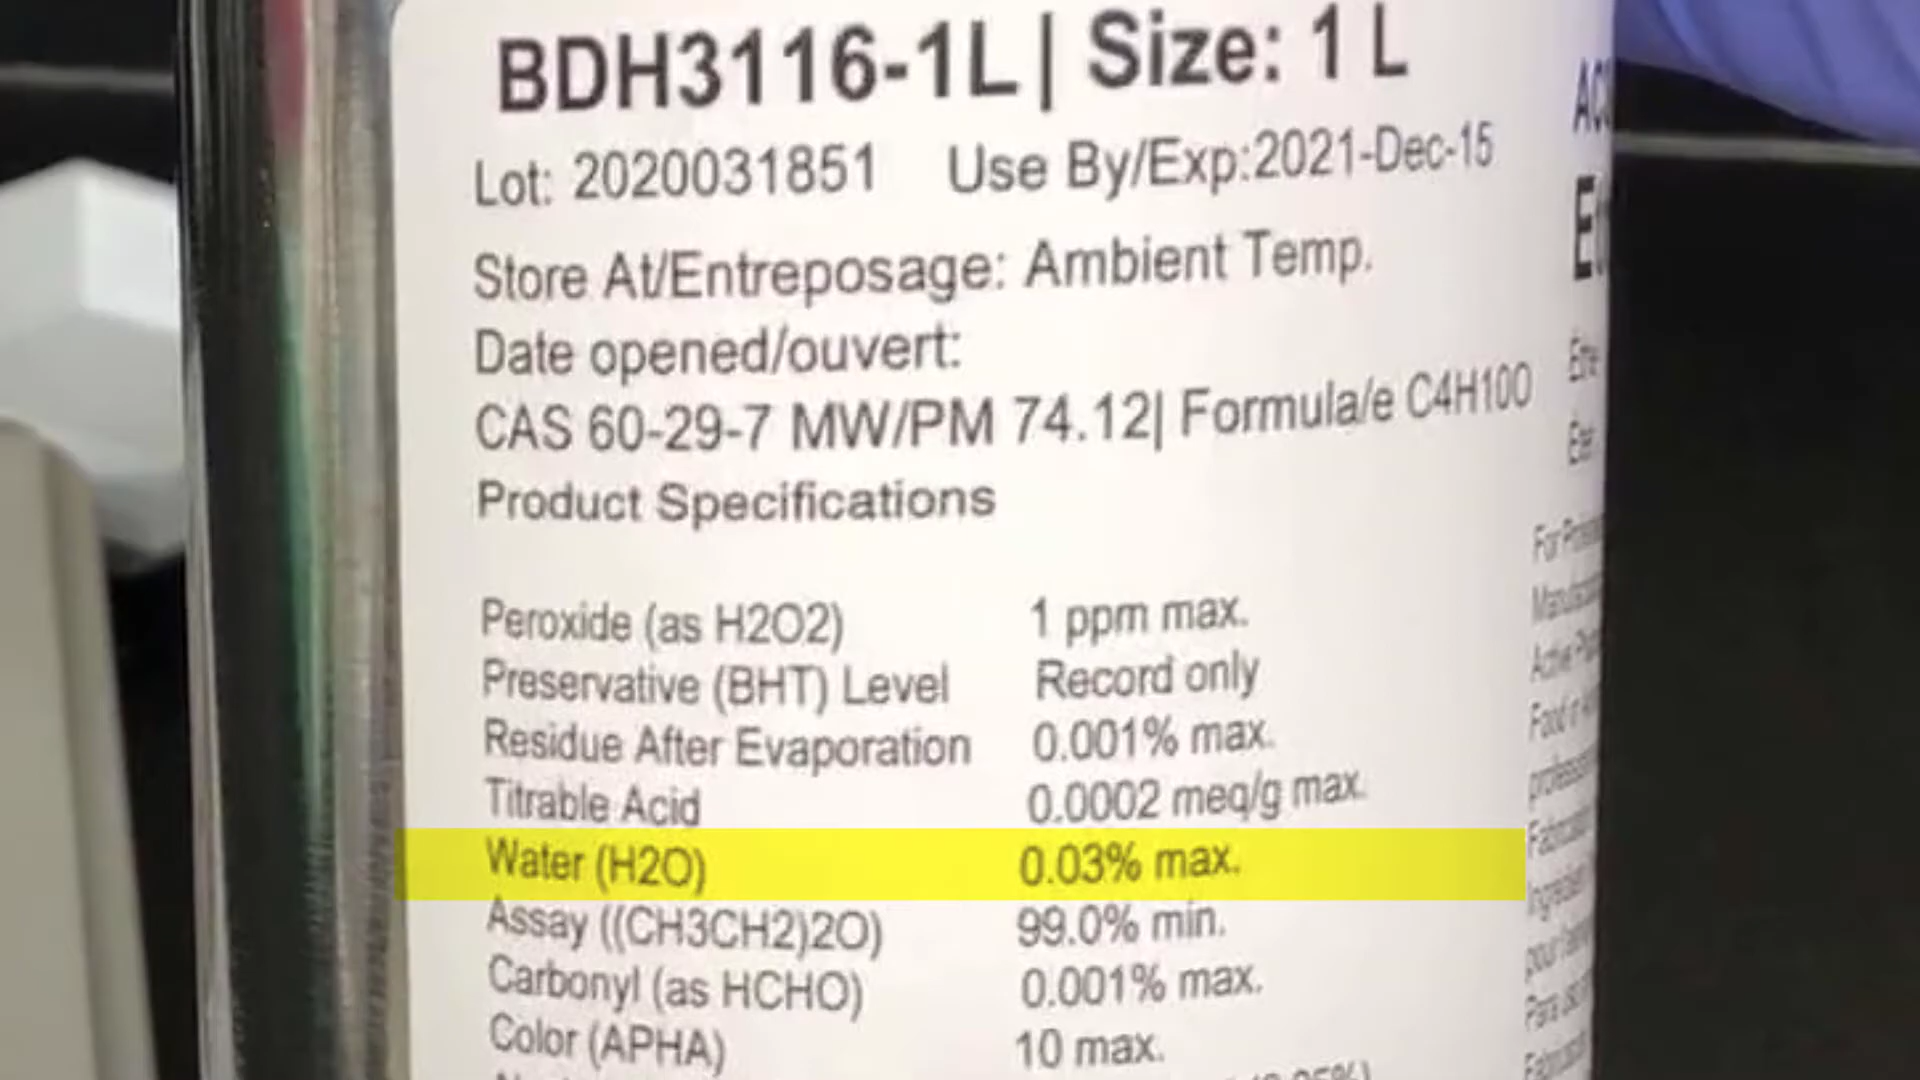 BDH3116-1L | Size: 1 L
Lot: 2020031851 Use By/Exp:2021-Dec-15
Store At/Entreposage: Ambient Temp.
Date opened/ouvert:
CAS 60-29-7 MW/PM 74.12| Formula/e C4H10O
Product Specifications
Peroxide (as H2O2) 1 ppm max.
Preservative (BHT) Level Record only
Residue After Evaporation 0.001% max.
Titrable Acid 0.0002 meq/g max.
Water (H2O) 0.03% max.
Assay ((CH3CH2)2O) 99.0% min.
Carbonyl (as HCHO) 0.001% max.
Color (APHA) 10 max.